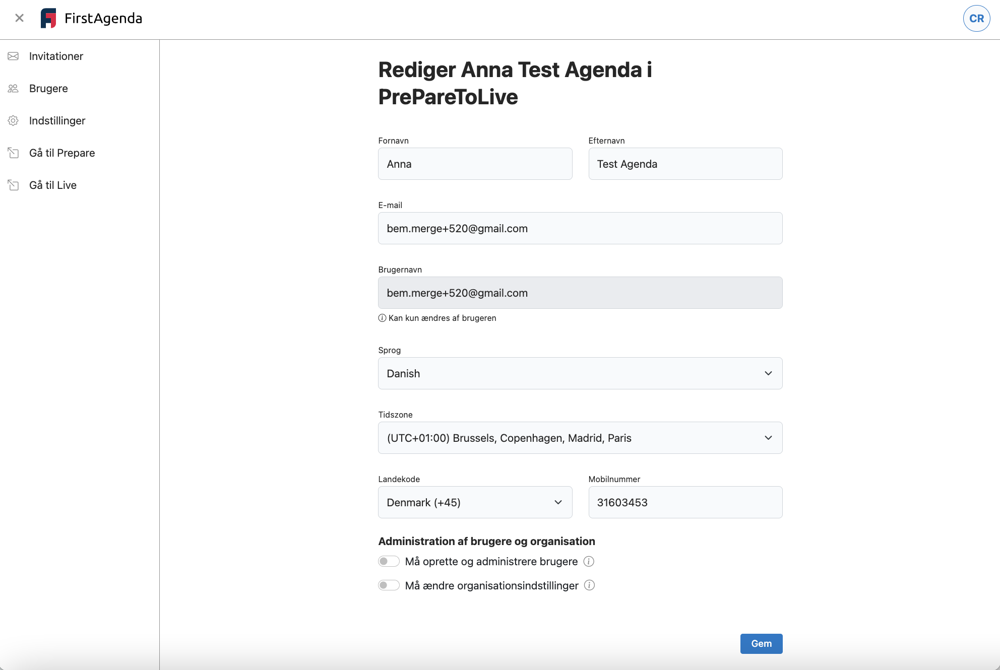 FirstAgenda
CR
Invitationer
Brugere
Indstillinger
Gå til Prepare
Gå til Live
Rediger Anna Test Agenda i
PrePareToLive
Fornavn
Efternavn
Anna
Test Agenda
E-mail
bem.merge+520@gmail.com
Brugernavn
bem.merge+520@gmail.com
Kan kun ændres af brugeren
Sprog
Danish
Tidszone
(UTC+01:00) Brussels, Copenhagen, Madrid, Paris
Landekode
Mobilnummer
Denmark (+45)
31603453
Administration af brugere og organisation
Må oprette og administrere brugere
Må ændre organisationsindstillinger
Gem